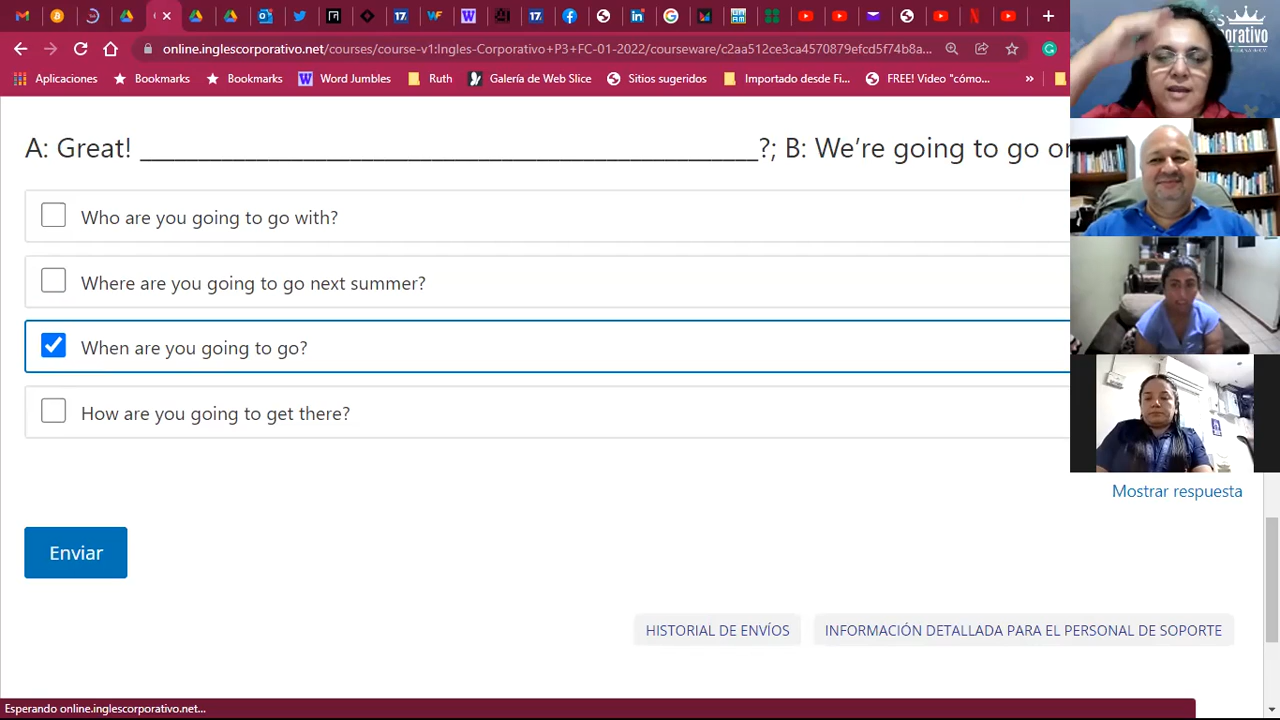 online.inglescorporativo.net/courses/course-v1:Ingles-Corporativo+P3+FC-01-2022/courseware/c2aa512ce3ca4570879efcd5f74b8a...
Aplicaciones Bookmarks Bookmarks Word Jumbles Ruth Galería de Web Slice Sitios sugeridos Importado desde Fi... FREE! Video "cómo... »
A: Great! ______________________________________________________?; B: We're going to go
Who are you going to go with?
Where are you going to go next summer?
When are you going to go?
How are you going to get there?
Mostrar respuesta
Enviar
HISTORIAL DE ENVÍOS INFORMACIÓN DETALLADA PARA EL PERSONAL DE SOPORTE
Esperando online.inglescorporativo.net...